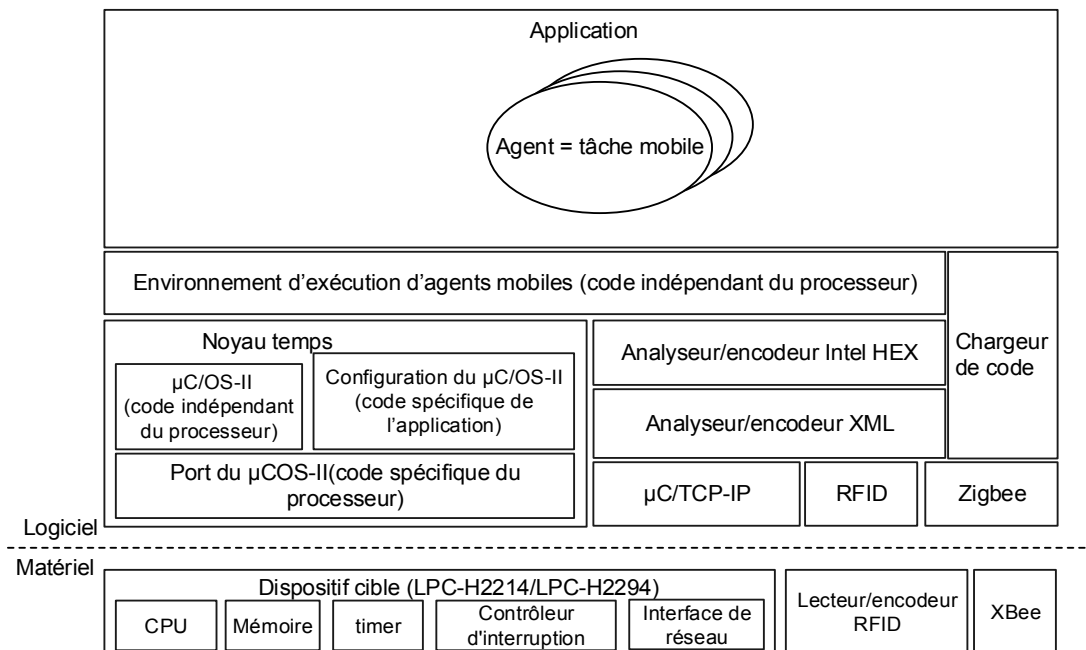 Application
Agent = tâche mobile
Environnement d'exécution d'agents mobiles (code indépendant du processeur)
Noyau temps
µC/OS-II
(code indépendant
du processeur)
Configuration du µC/OS-II
(code spécifique de
l'application)
Port du µCOS-II(code spécifique du
processeur)
Analyseur/encodeur Intel HEX
Analyseur/encodeur XML
Chargeur
de code
µC/TCP-IP
RFID
Zigbee
Logiciel
Matériel
Dispositif cible (LPC-H2214/LPC-H2294)
CPU
Mémoire
timer
Contrôleur
d'interruption
Interface de
réseau
Lecteur/encodeur
RFID
XBee